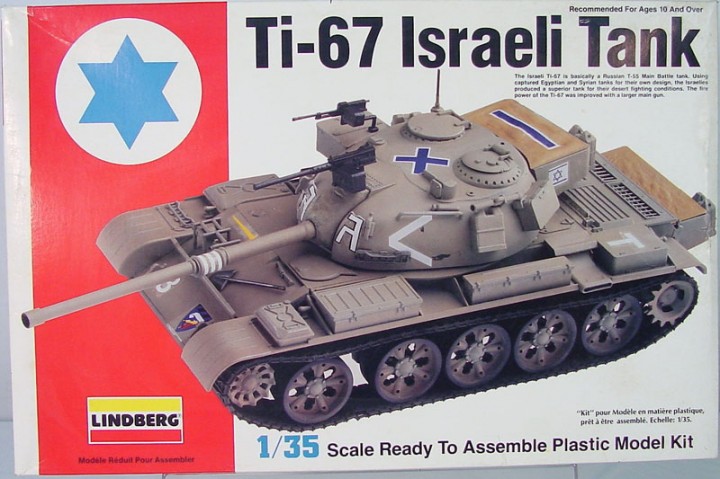 Recommended For Ages 10 And Over
Ti-67 Israeli Tank
The Israeli Ti-67 is basically a Russian T-55 Main Battle tank. Using
captured Egyptian and Syrian tanks for their own design, the Israelies
produced a superior tank for their desert fighting conditions. The fire
power of the Ti-67 was improved with a larger main gun.
LINDBERG
"Kit" pour Modèle en matière plastique,
prêt à être assemblé. Echelle: 1/35.
1/35 Scale Ready To Assemble Plastic Model Kit
Modèle Réduit Pour Assembler